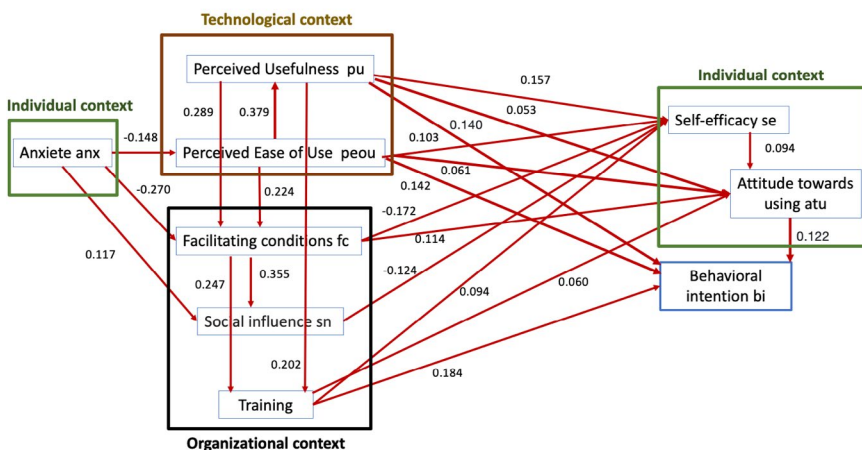 Technological context
Perceived Usefulness pu
0.157
Individual context
Individual context
0.289
0.379
0.053
Self-efficacy se
-0.148
0.103
0.140
Anxiete anx
Perceived Ease of Use peou
0.094
0.061
0.142
Attitude towards
using atu
-0.270
0.224
-0.172
0.117
Facilitating conditions fc
0.114
0.122
0.247
0.355
-0.124
Behavioral
intention bi
0.094
0.060
Social influence sn
0.202
0.184
Training
Organizational context